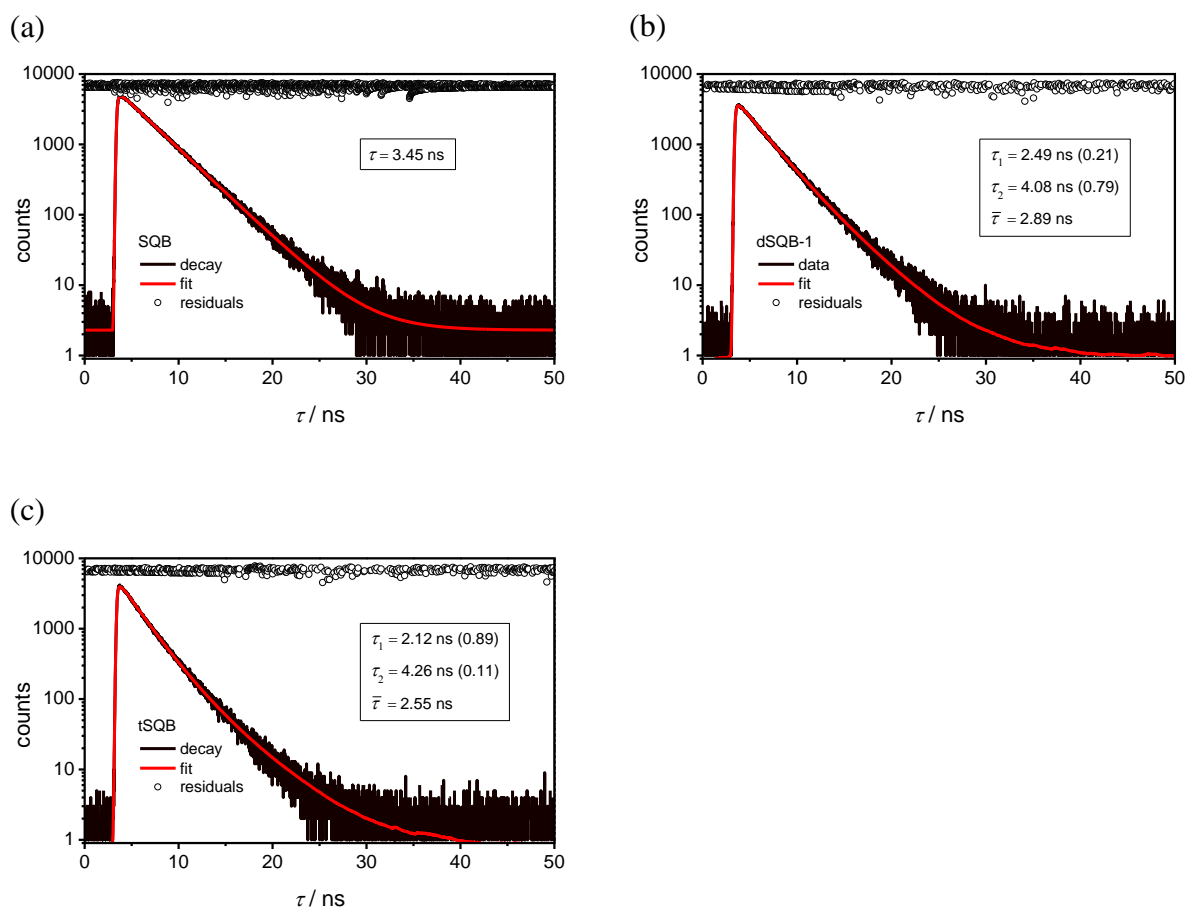 (a)
10000
1000
100
10
1
counts
τ = 3.45 ns
SQB
decay
fit
residuals
0 10 20 30 40 50
τ / ns
(b)
10000
1000
100
10
1
counts
τ1 = 2.49 ns (0.21)
τ2 = 4.08 ns (0.79)
τ̅ = 2.89 ns
dSQB-1
data
fit
residuals
0 10 20 30 40 50
τ / ns
(c)
10000
1000
100
10
1
counts
τ1 = 2.12 ns (0.89)
τ2 = 4.26 ns (0.11)
τ̅ = 2.55 ns
tSQB
decay
fit
residuals
0 10 20 30 40 50
τ / ns